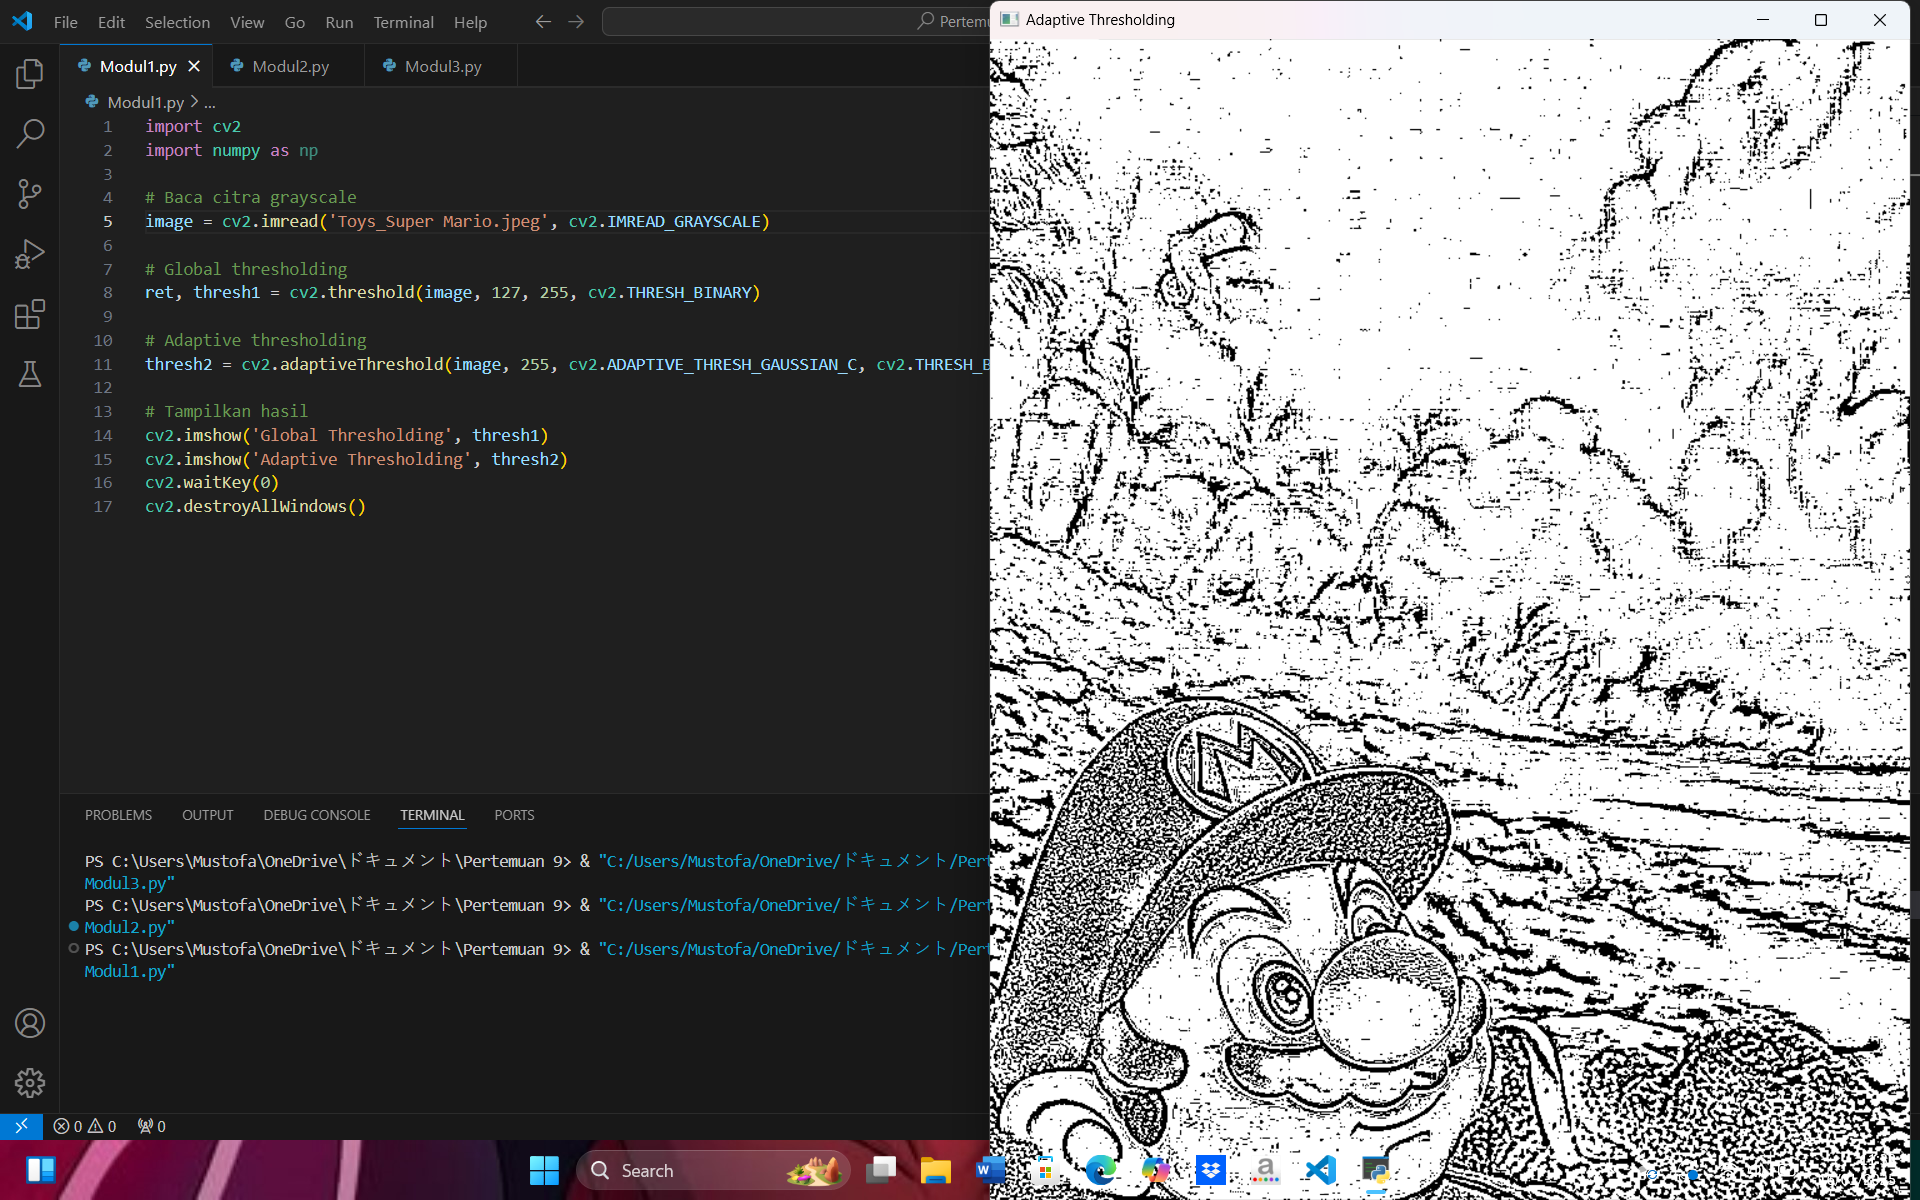 File Edit Selection View Go Run Terminal Help
Pertemu
Adaptive Thresholding
Modul1.py
Modul2.py
Modul3.py
Modul1.py > ...
1 import cv2
2 import numpy as np
3
4 # Baca citra grayscale
5 image = cv2.imread('Toys_Super Mario.jpeg', cv2.IMREAD_GRAYSCALE)
6
7 # Global thresholding
8 ret, thresh1 = cv2.threshold(image, 127, 255, cv2.THRESH_BINARY)
9
10 # Adaptive thresholding
11 thresh2 = cv2.adaptiveThreshold(image, 255, cv2.ADAPTIVE_THRESH_GAUSSIAN_C, cv2.THRESH_B
12
13 # Tampilkan hasil
14 cv2.imshow('Global Thresholding', thresh1)
15 cv2.imshow('Adaptive Thresholding', thresh2)
16 cv2.waitKey(0)
17 cv2.destroyAllWindows()
M
PROBLEMS OUTPUT DEBUG CONSOLE TERMINAL PORTS
PS C:\Users\Mustofa\OneDrive\ドキュメント\Pertemuan 9> & "C:/Users/Mustofa/OneDrive/ドキュメント/Pert
Modul3.py"
PS C:\Users\Mustofa\OneDrive\ドキュメント\Pertemuan 9> & "C:/Users/Mustofa/OneDrive/ドキュメント/Pert
Modul2.py"
PS C:\Users\Mustofa\OneDrive\ドキュメント\Pertemuan 9> & "C:/Users/Mustofa/OneDrive/ドキュメント/Pert
Modul1.py"
0 0 0
Search